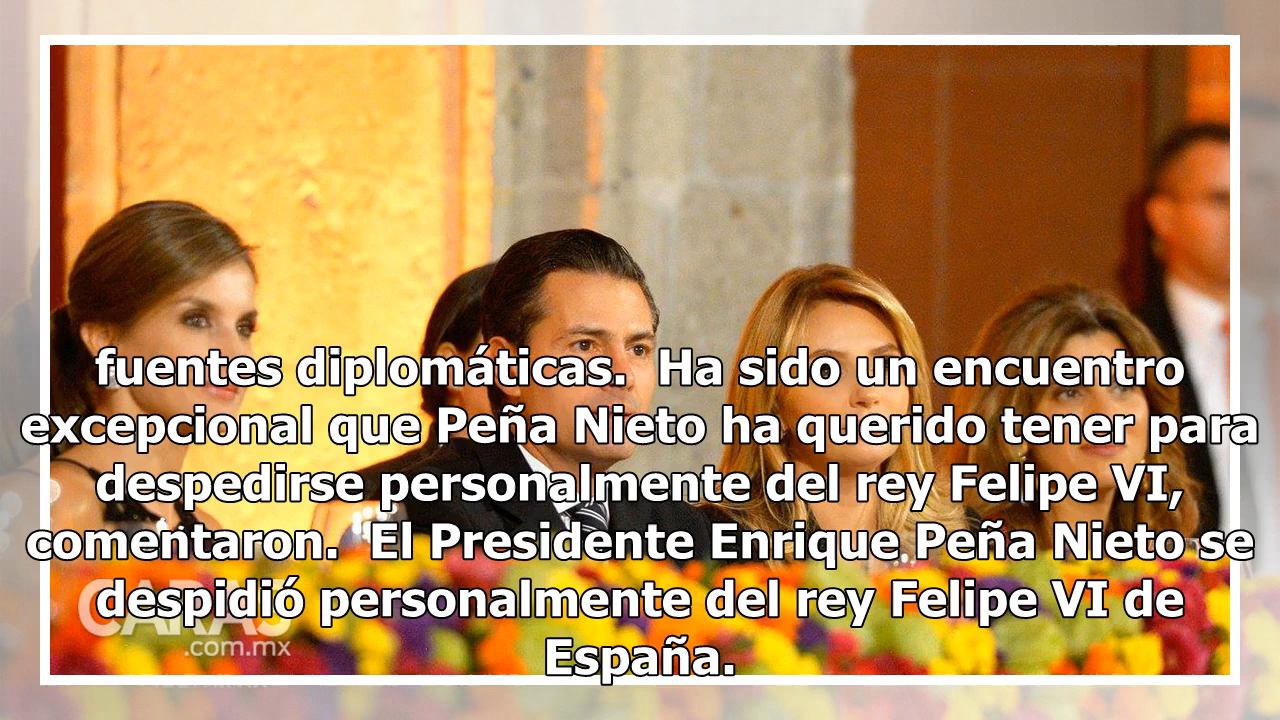 fuentes diplomáticas.  Ha sido un encuentro
excepcional que Peña Nieto ha querido tener para
despedirse personalmente del rey Felipe VI,
comentaron.  El Presidente Enrique Peña Nieto se
despidió personalmente del rey Felipe VI de
España.
CARAS
.com.mx